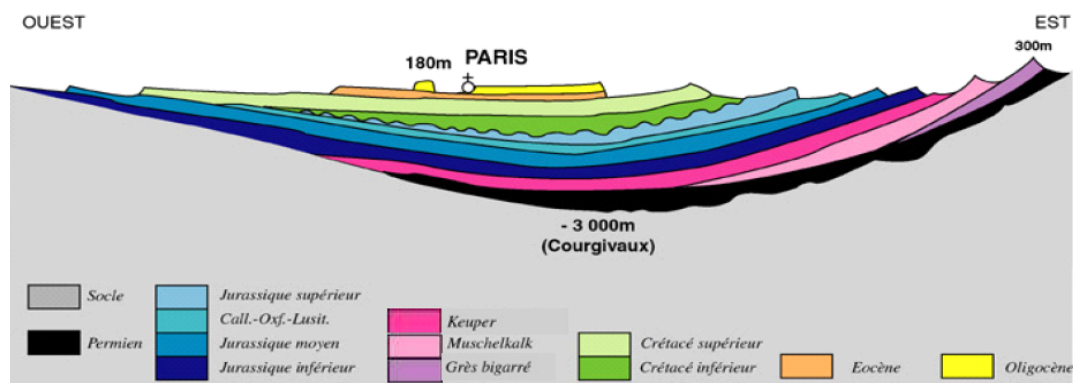 OUEST
EST
180m PARIS
300m
- 3 000m
(Courgivaux)
Socle
Permien
Jurassique supérieur
Call.-Oxf.-Lusit.
Jurassique moyen
Jurassique inférieur
Keuper
Muschelkalk
Grès bigarré
Crétacé supérieur
Crétacé inférieur
Eocène
Oligocène